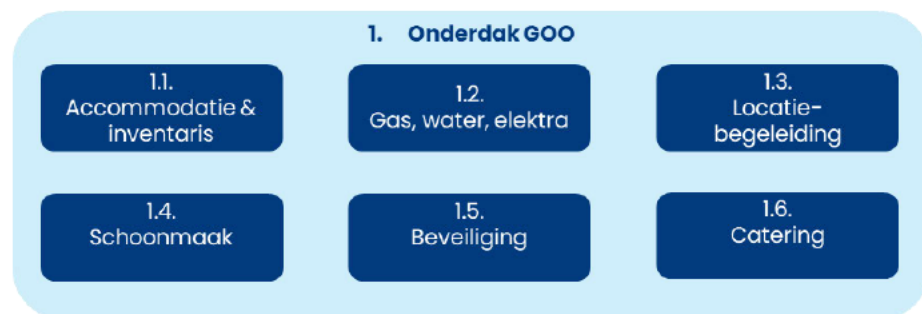 1. Onderdak GOO
1.1.
Accommodatie &
inventaris
1.2.
Gas, water, elektra
1.3.
Locatie-
begeleiding
1.4.
Schoonmaak
1.5.
Beveiliging
1.6.
Catering